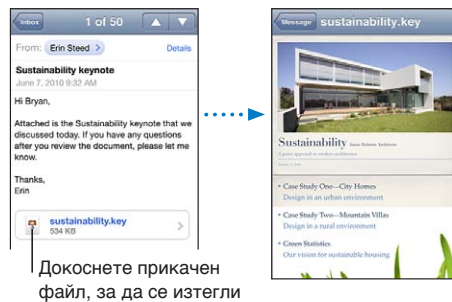 Inbox
1 of 50
From: Erin Steed
Details
Sustainability keynote
June 7, 2010 9:32 AM
Hi Bryan,
Attached is the Sustainability keynote that we
discussed today. If you have any questions
after you review the document, please let me
know.
Thanks,
Erin
sustainability.key
534 KB
Докоснете прикачен
файл, за да се изтегли
Message
sustainability.key
Sustainability
• Case Study One—City Homes
Design in an urban environment
• Case Study Two—Mountain Villas
Design in a rural environment
• Green Statistics
Our vision for sustainable housing